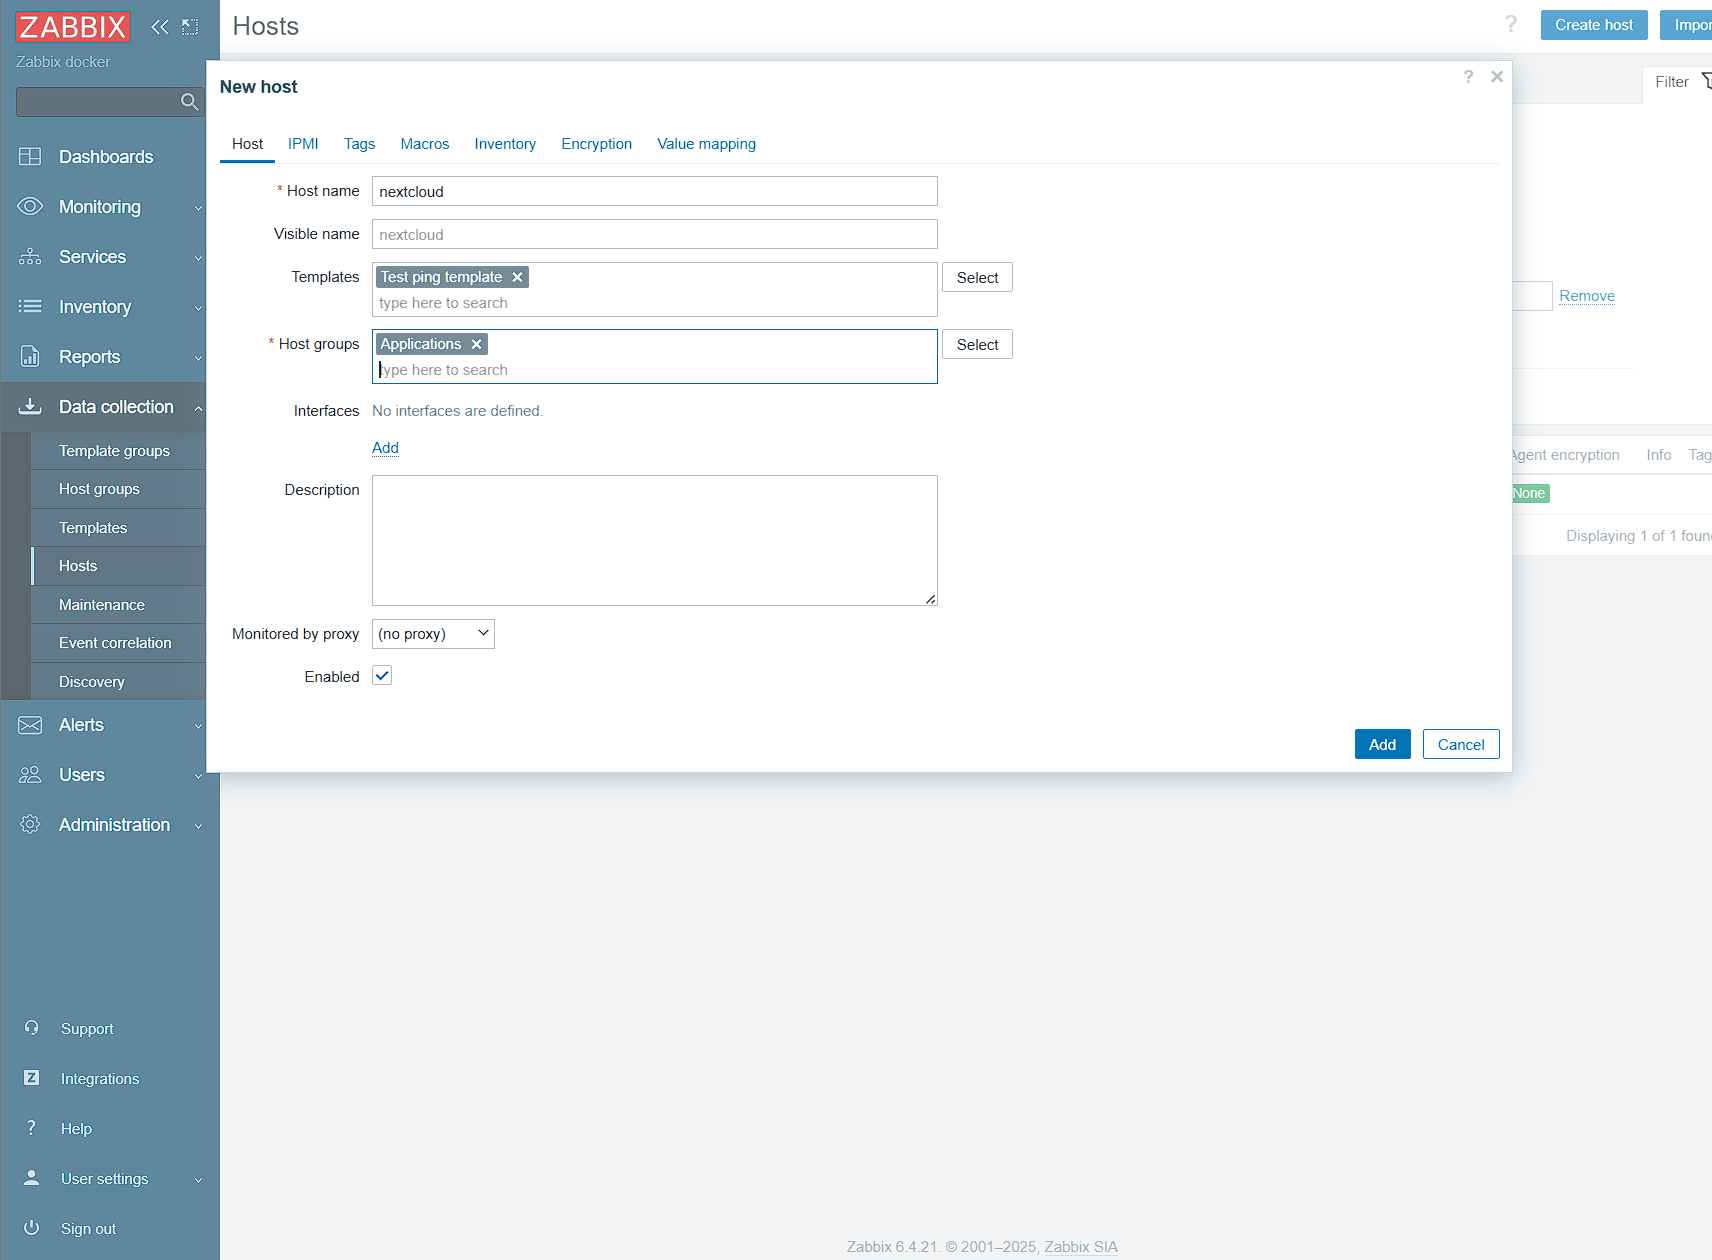 ZABBIX
Zabbix docker
Dashboards
Monitoring
Services
Inventory
Reports
Data collection
Template groups
Host groups
Templates
Hosts
Maintenance
Event correlation
Discovery
Alerts
Users
Administration
Support
Z Integrations
? Help
User settings
Sign out
Hosts
? Create host
Filter
New host
?
Host IPMI Tags Macros Inventory Encryption Value mapping
* Host name nextcloud
Visible name nextcloud
Templates Test ping template Select
type here to search
* Host groups Applications Select
type here to search
Interfaces No interfaces are defined.
Add
Description
Monitored by proxy (no proxy)
Enabled
Add Cancel
Remove
Agent encryption Info
None
Displaying 1 of 1
Zabbix 6.4.21. © 2001–2025, Zabbix SIA